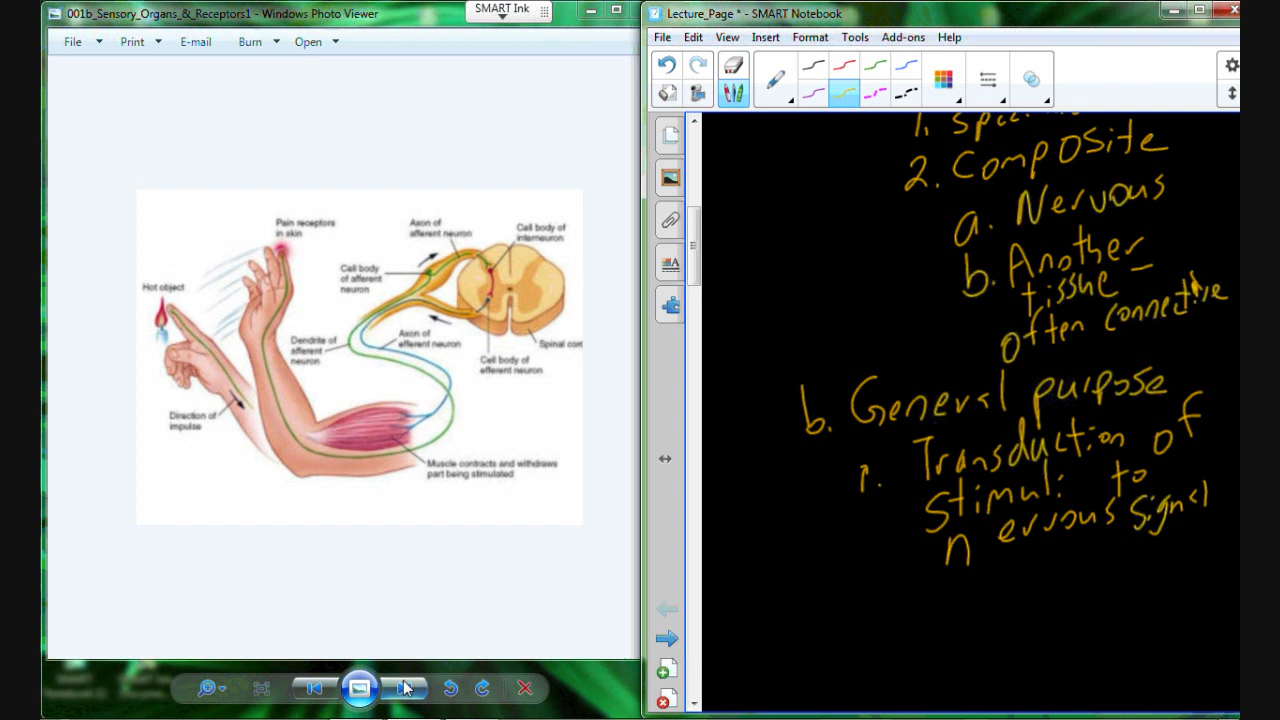 001b_Sensory_Organs_&_Receptors1 - Windows Photo Viewer
SMART Ink
File Print E-mail Burn Open
Pain receptors
in skin
Axon of
afferent neuron
Cell body of
interneuron
Cell body
of afferent
neuron
Hot object
Dendrite of
afferent
neuron
Axon of
efferent neuron
Spinal cor
Cell body of
efferent neuron
Direction of
impulse
Muscle contracts and withdraws
part being stimulated
Lecture_Page * - SMART Notebook
File Edit View Insert Format Tools Add-ons Help
1.
2. Composite
a. Nervous
b. Another
tissue –
often connective
b. General purpose
1. Transduction of
stimuli to
nervous signal